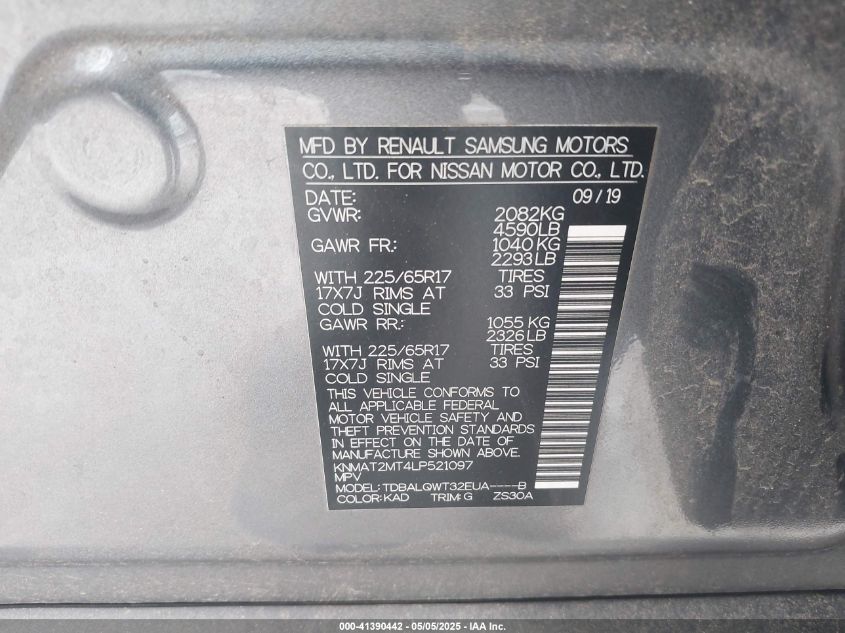 MFD BY RENAULT SAMSUNG MOTORS
CO., LTD. FOR NISSAN MOTOR CO., LTD.
DATE: 09/19
GVWR: 2082KG
4590LB
GAWR FR: 1040KG
2293LB
WITH 225/65R17 TIRES
17X7J RIMS AT 33 PSI
COLD SINGLE
GAWR RR: 1055 KG
2326LB
WITH 225/65R17 TIRES
17X7J RIMS AT 33 PSI
COLD SINGLE
THIS VEHICLE CONFORMS TO
ALL APPLICABLE FEDERAL
MOTOR VEHICLE SAFETY AND
THEFT PREVENTION STANDARDS
IN EFFECT ON THE DATE OF
MANUFACTURE SHOWN ABOVE.
KNMAT2MT4LP521097
MPV
MODEL: TDBALQWT32EUA----B
COLOR: KAD TRIM: G ZS30A
000-41390442 - 05/05/2025 - IAA Inc.